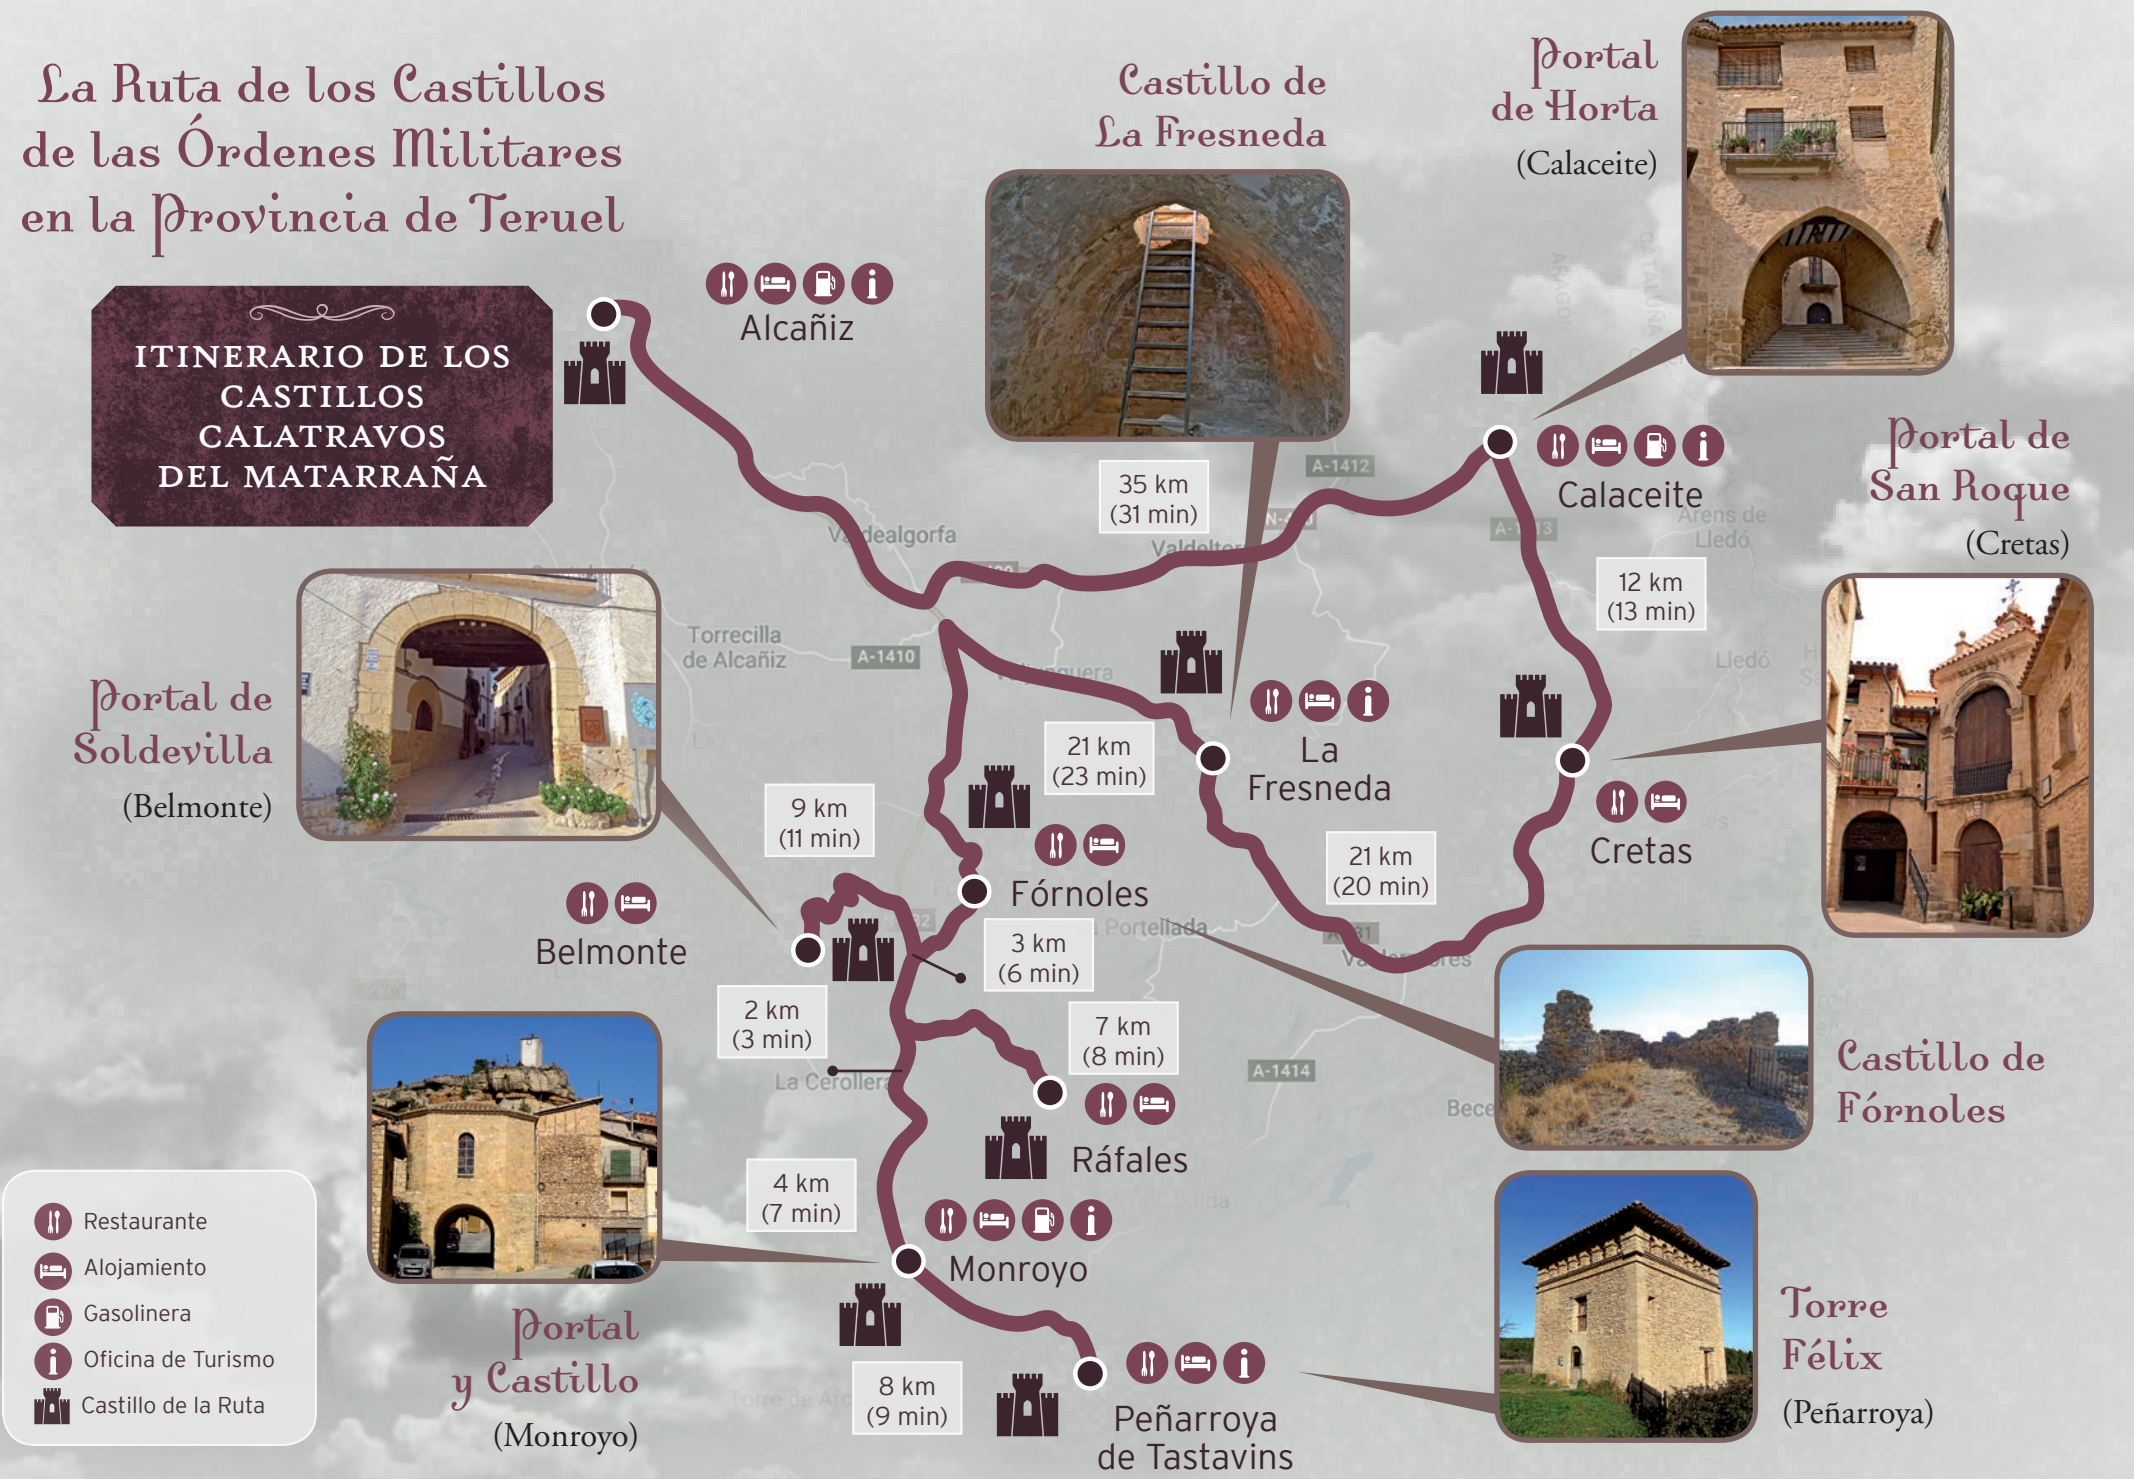 La Ruta de los Castillos
de las Órdenes Militares
en la Provincia de Teruel
ITINERARIO DE LOS
CASTILLOS
CALATRAVOS
DEL MATARRAÑA
Alcañiz
Castillo de
La Fresneda
Portal
de Horta
(Calaceite)
Calaceite
Portal de
San Roque
(Cretas)
35 km
(31 min)
A-1412
Valdealgorfa
Arens de
Lledó
12 km
(13 min)
Torrecilla
de Alcañiz
A-1410
Lledó
Portal de
Soldevilla
(Belmonte)
La
Fresneda
21 km
(23 min)
9 km
(11 min)
21 km
(20 min)
Cretas
Fórnoles
Belmonte
Portellada
3 km
(6 min)
2 km
(3 min)
7 km
(8 min)
La Cerollera
A-1414
Castillo de
Fórnoles
Ráfales
4 km
(7 min)
Monroyo
Portal
y Castillo
(Monroyo)
8 km
(9 min)
Peñarroya
de Tastavins
Torre
Félix
(Peñarroya)
Restaurante
Alojamiento
Gasolinera
Oficina de Turismo
Castillo de la Ruta